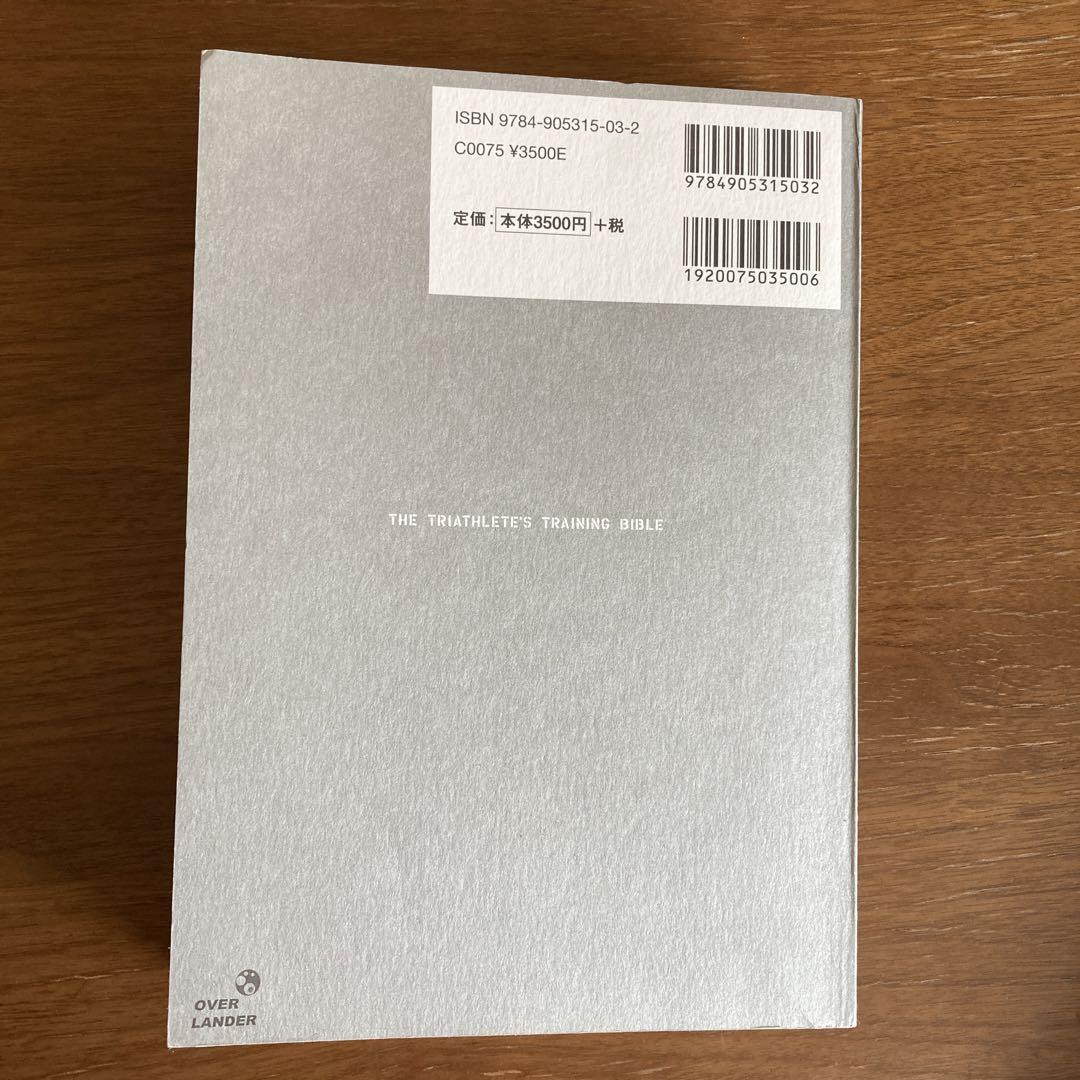 ISBN 9784-905315-03-2
C0075 ¥3500E
定価：本体3500円+税
9784905315032
1920075035006
THE TRIATHLETE'S TRAINING BIBLE
OVER
LANDER